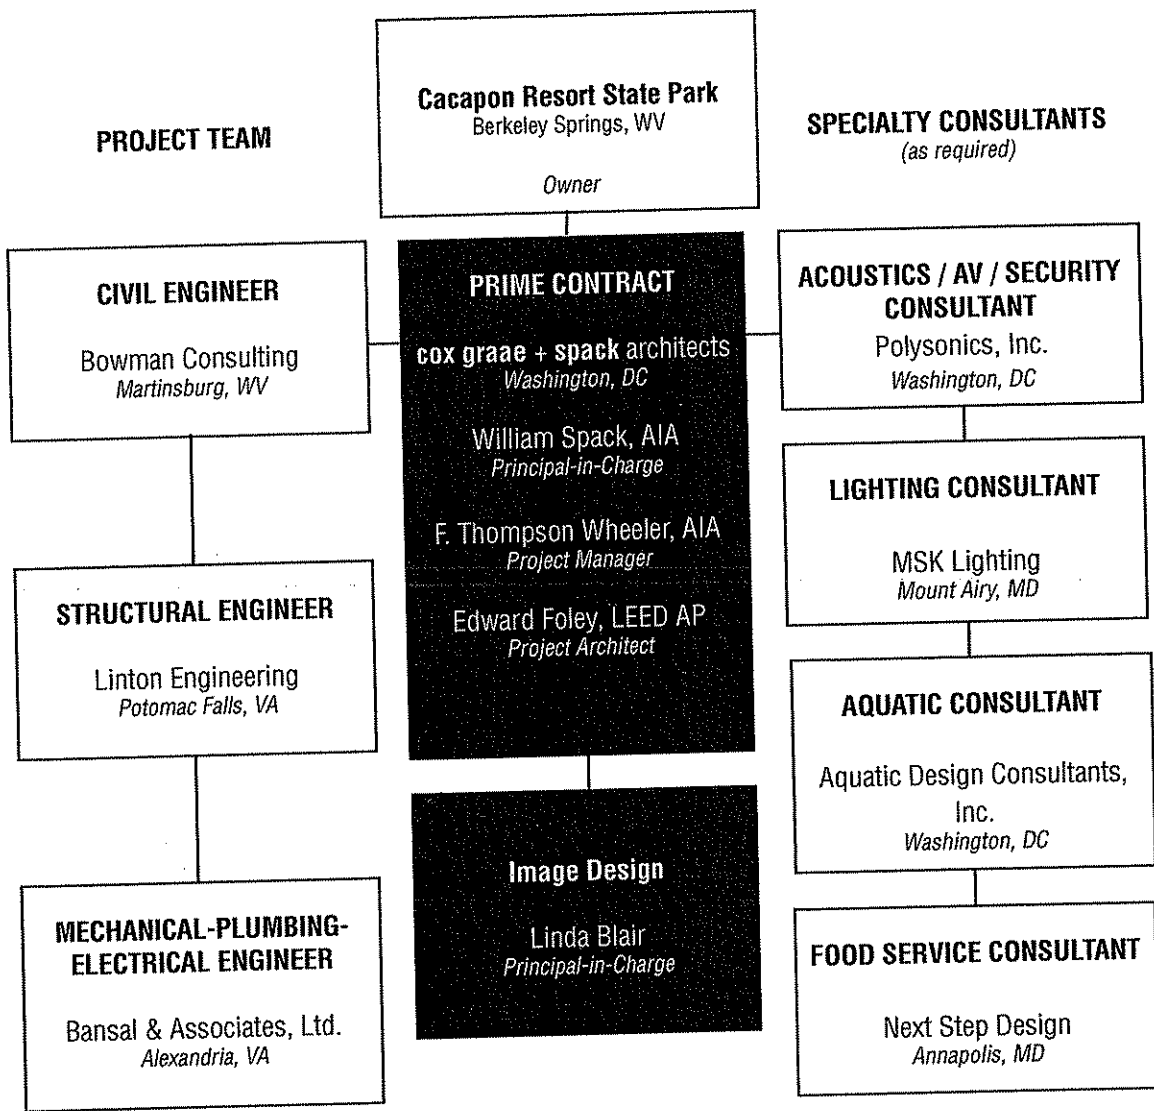 PROJECT TEAM
Cacapon Resort State Park
Berkeley Springs, WV
Owner
SPECIALTY CONSULTANTS
(as required)
CIVIL ENGINEER
Bowman Consulting
Martinsburg, WV
STRUCTURAL ENGINEER
Linton Engineering
Potomac Falls, VA
MECHANICAL-PLUMBING-
ELECTRICAL ENGINEER
Bansal & Associates, Ltd.
Alexandria, VA
PRIME CONTRACT
cox graae + spack architects
Washington, DC
William Spack, AIA
Principal-in-Charge
F. Thompson Wheeler, AIA
Project Manager
Edward Foley, LEED AP
Project Architect
Image Design
Linda Blair
Principal-in-Charge
ACOUSTICS / AV / SECURITY
CONSULTANT
Polysonics, Inc.
Washington, DC
LIGHTING CONSULTANT
MSK Lighting
Mount Airy, MD
AQUATIC CONSULTANT
Aquatic Design Consultants,
Inc.
Washington, DC
FOOD SERVICE CONSULTANT
Next Step Design
Annapolis, MD